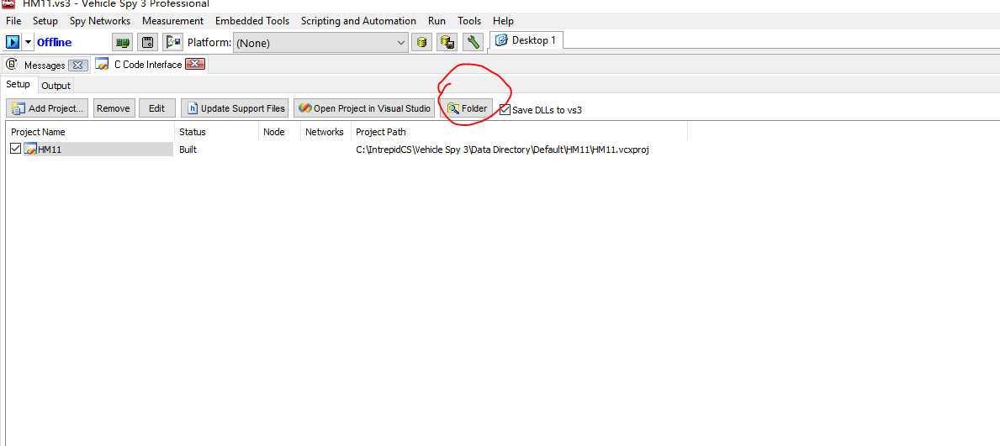 HM11.vs3 - Vehicle Spy 3 Professional
File Setup Spy Networks Measurement Embedded Tools Scripting and Automation Run Tools Help
Offline Platform: (None) Desktop 1
Messages C Code Interface
Setup Output
Add Project... Remove Edit Update Support Files Open Project in Visual Studio Folder Save DLLs to vs3
Project Name Status Node Networks Project Path
HM11 Built C:\IntrepidCS\Vehicle Spy 3\Data Directory\Default\HM11\HM11.vcxproj